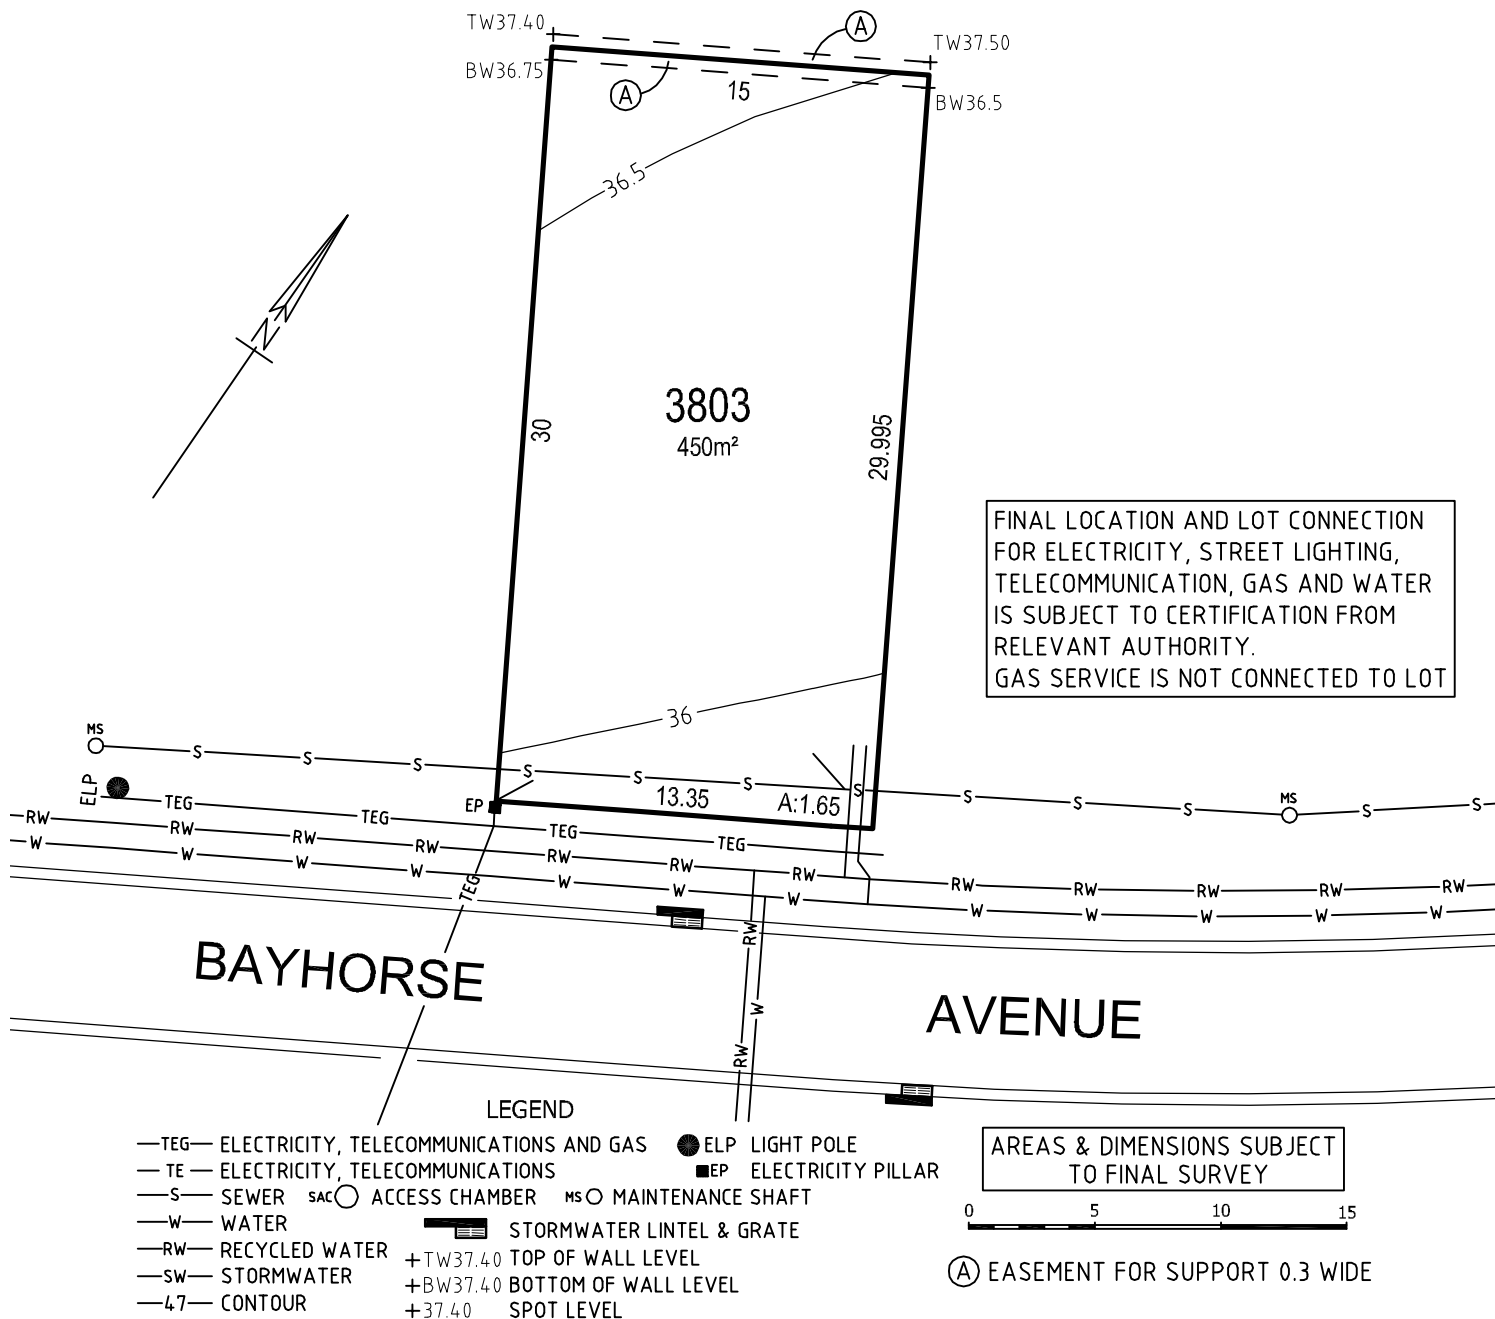 TW37.40
A
TW37.50
BW36.75
A
15
BW36.5
36.5
N
3803
450m²
30
29.995
FINAL LOCATION AND LOT CONNECTION
FOR ELECTRICITY, STREET LIGHTING,
TELECOMMUNICATION, GAS AND WATER
IS SUBJECT TO CERTIFICATION FROM
RELEVANT AUTHORITY.
GAS SERVICE IS NOT CONNECTED TO LOT
36
MS
S S S S S S S S S S S S
MS
ELP
EP
13.35
A:1.65
TEG TEG TEG TEG
RW RW RW RW RW RW RW RW RW RW RW RW
W W W W W W W W W W W W
TEG
RW
W
RW
BAYHORSE AVENUE
LEGEND
TEG ELECTRICITY, TELECOMMUNICATIONS AND GAS
TE ELECTRICITY, TELECOMMUNICATIONS
S SEWER
SAC ACCESS CHAMBER
MS MAINTENANCE SHAFT
W WATER
RW RECYCLED WATER
SW STORMWATER
47 CONTOUR
ELP LIGHT POLE
EP ELECTRICITY PILLAR
STORMWATER LINTEL & GRATE
+TW37.40 TOP OF WALL LEVEL
+BW37.40 BOTTOM OF WALL LEVEL
+37.40 SPOT LEVEL
AREAS & DIMENSIONS SUBJECT
TO FINAL SURVEY
0 5 10 15
A EASEMENT FOR SUPPORT 0.3 WIDE